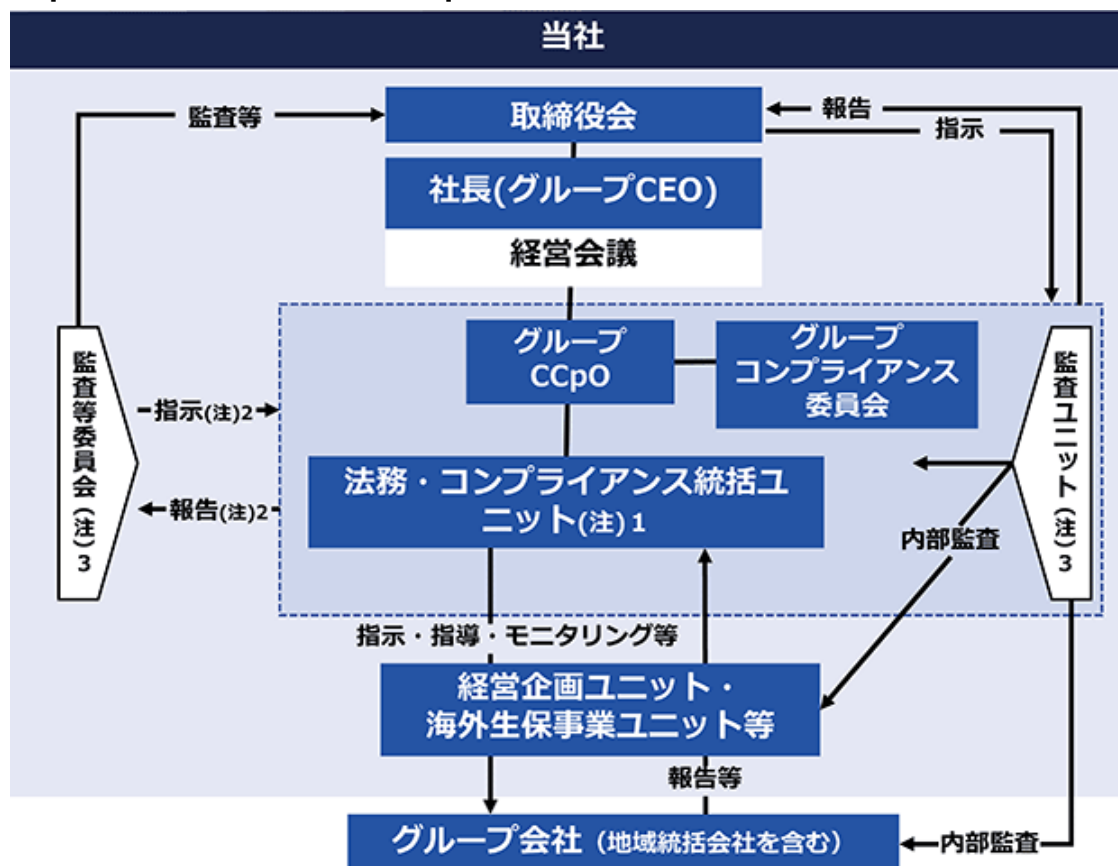 当社
監査等
取締役会
報告
指示
社長(グループCEO)
経営会議
グループ
CCpO
グループ
コンプライアンス
委員会
監査等委員会(注)3
指示(注)2
報告(注)2
監査ユニット(注)3
法務・コンプライアンス統括ユ
ニット(注)1
内部監査
指示・指導・モニタリング等
経営企画ユニット・
海外生保事業ユニット等
報告等
グループ会社(地域統括会社を含む)
内部監査